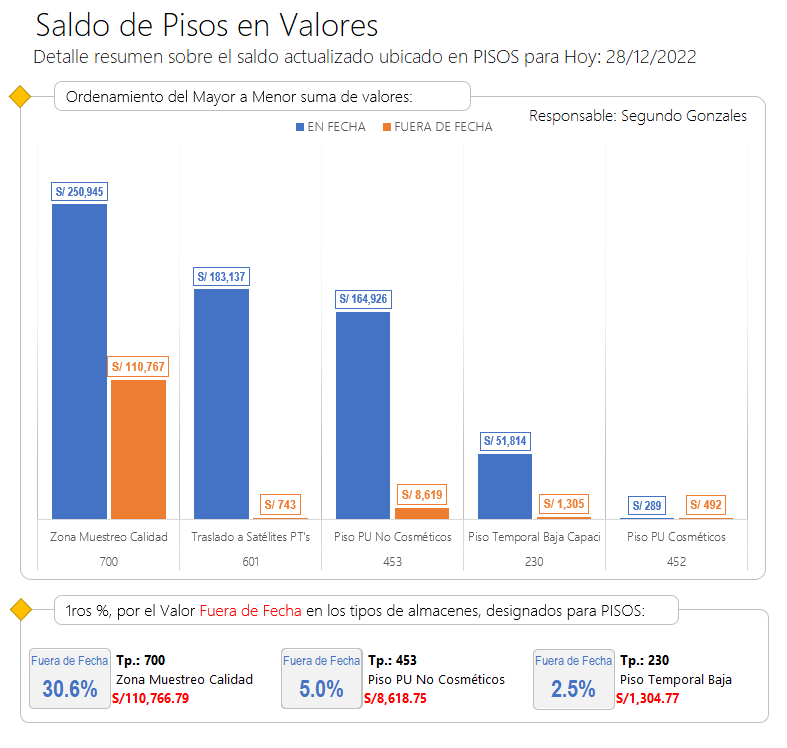 Saldo de Pisos en Valores
Detalle resumen sobre el saldo actualizado ubicado en PISOS para Hoy: 28/12/2022
Ordenamiento del Mayor a Menor suma de valores:
Responsable: Segundo Gonzales
EN FECHA FUERA DE FECHA
S/ 250,945
S/ 183,137
S/ 164,926
S/ 110,767
S/ 51,814
S/ 743
S/ 8,619
S/ 1,305
S/ 289
S/ 492
Zona Muestreo Calidad Traslado a Satélites PT's Piso PU No Cosméticos Piso Temporal Baja Capaci Piso PU Cosméticos
700 601 453 230 452
1ros %, por el Valor Fuera de Fecha en los tipos de almacenes, designados para PISOS:
Fuera de Fecha
30.6%
Tp.: 700
Zona Muestreo Calidad
S/110,766.79
Fuera de Fecha
5.0%
Tp.: 453
Piso PU No Cosméticos
S/8,618.75
Fuera de Fecha
2.5%
Tp.: 230
Piso Temporal Baja
S/1,304.77